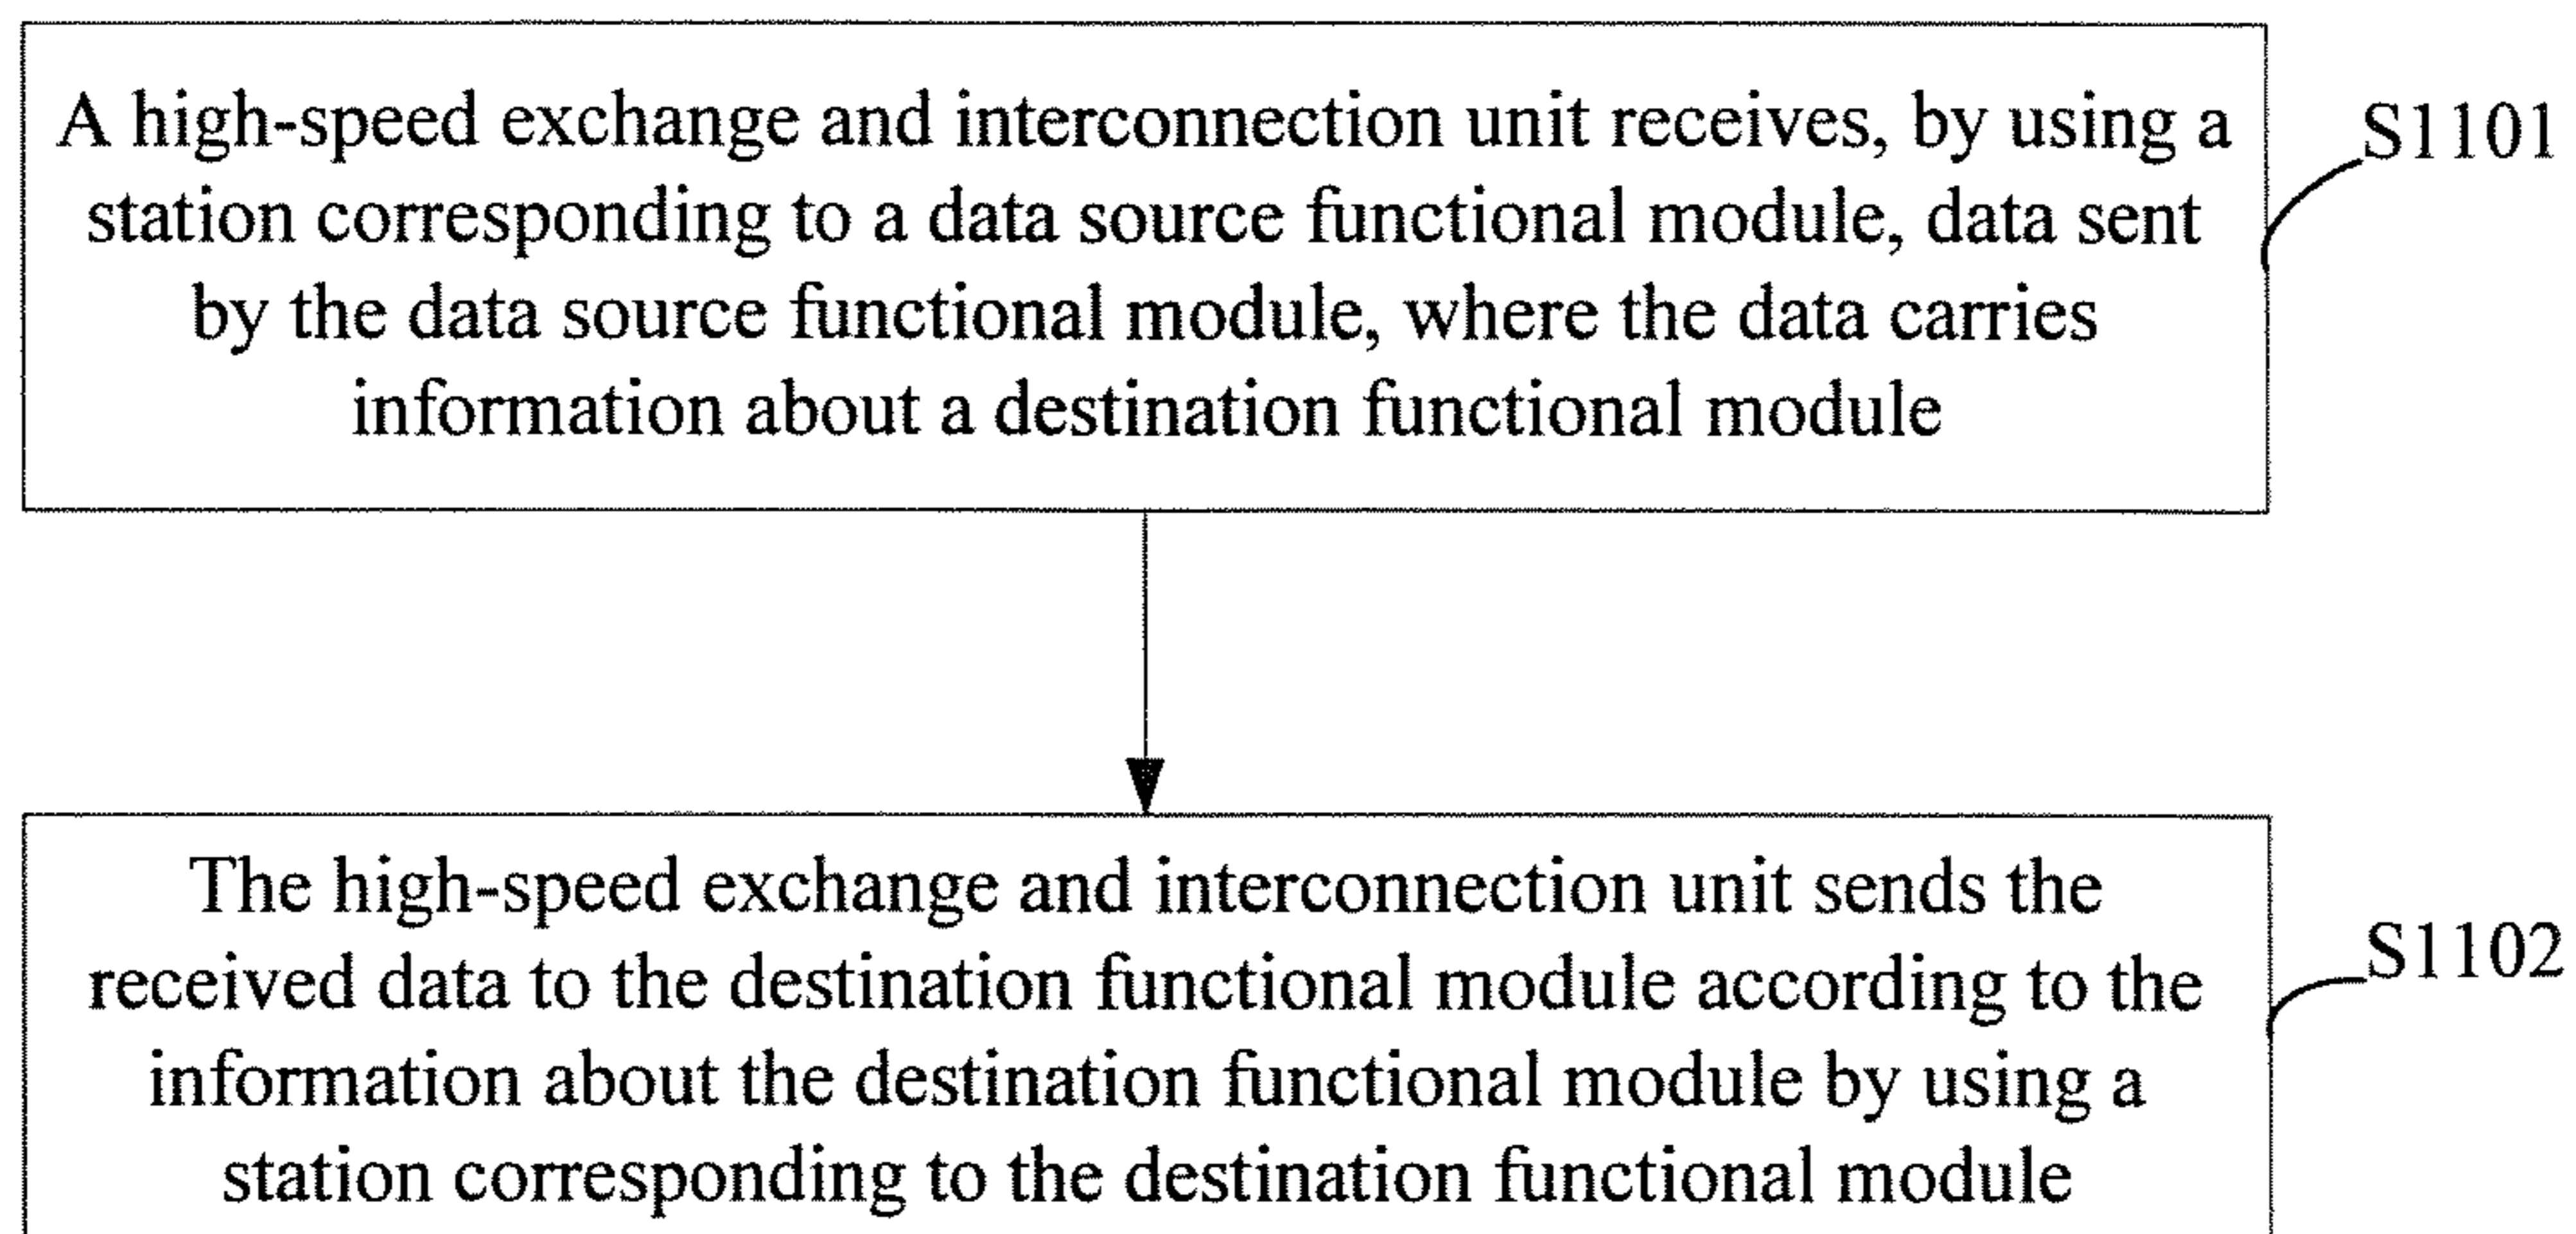 A high-speed exchange and interconnection unit receives, by using a
station corresponding to a data source functional module, data sent
by the data source functional module, where the data carries
information about a destination functional module
S1101
The high-speed exchange and interconnection unit sends the
received data to the destination functional module according to the
information about the destination functional module by using a
station corresponding to the destination functional module
S1102